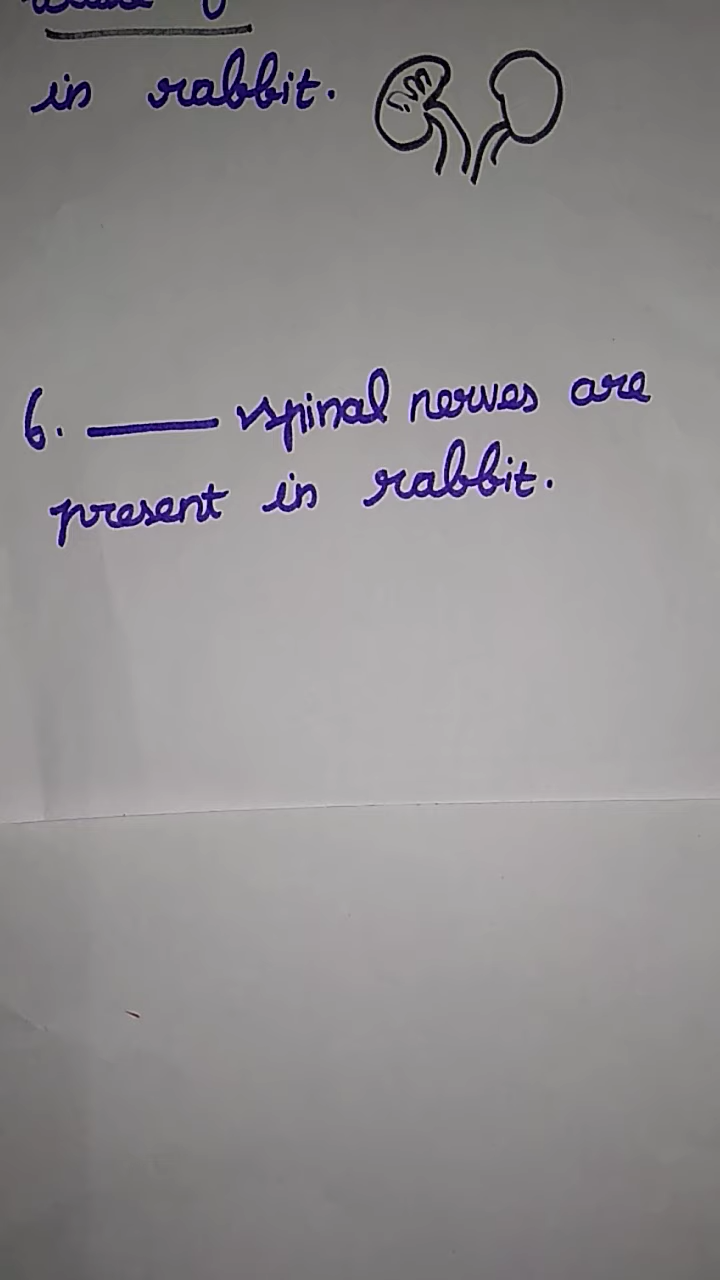 in rabbit.
6. ____ spinal nerves are
present in rabbit.